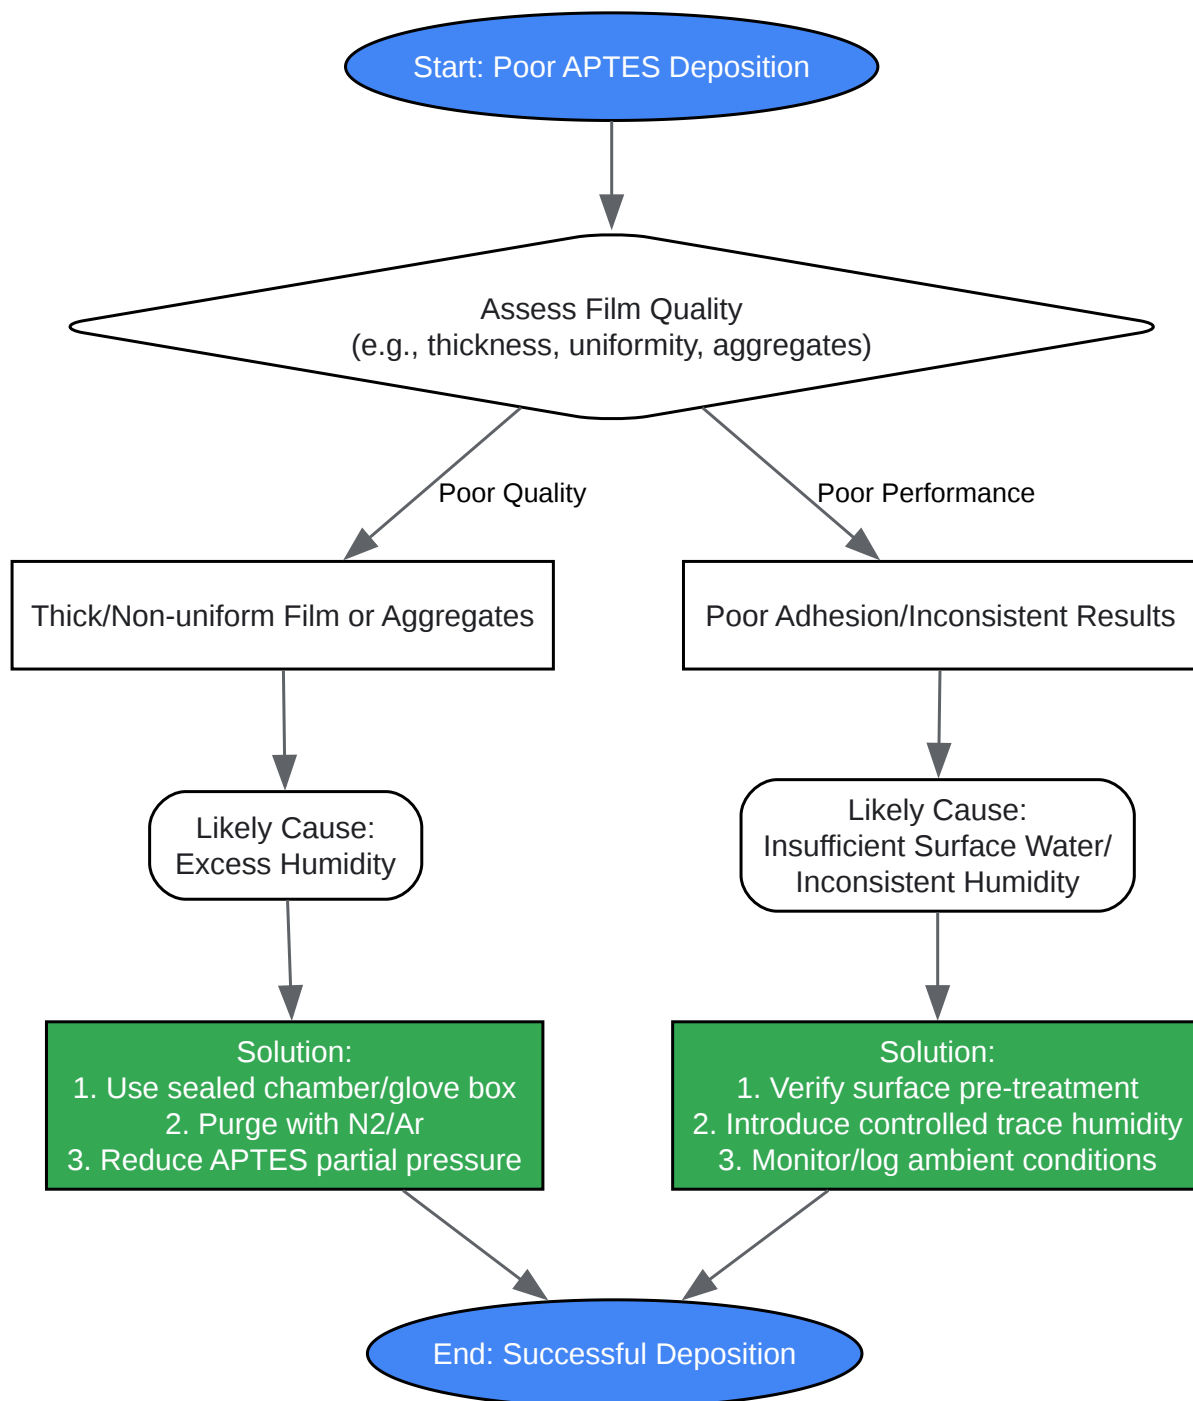 Start: Poor APTES Deposition
Assess Film Quality
(e.g., thickness, uniformity, aggregates)
Poor Quality
Poor Performance
Thick/Non-uniform Film or Aggregates
Poor Adhesion/Inconsistent Results
Likely Cause:
Excess Humidity
Likely Cause:
Insufficient Surface Water/
Inconsistent Humidity
Solution:
1. Use sealed chamber/glove box
2. Purge with N2/Ar
3. Reduce APTES partial pressure
Solution:
1. Verify surface pre-treatment
2. Introduce controlled trace humidity
3. Monitor/log ambient conditions
End: Successful Deposition